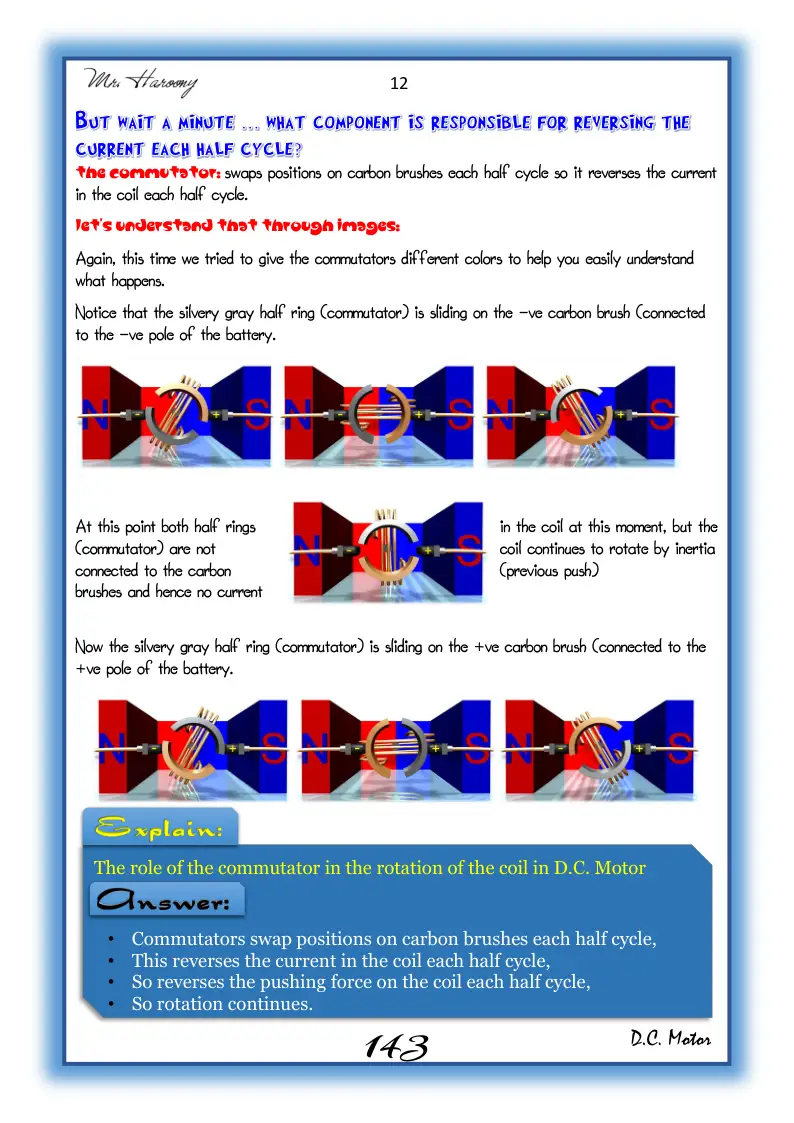 Mr. Haroony
12
But wait a minute ... what component is responsible for reversing the
current each half cycle?
the commutator: swaps positions on carbon brushes each half cycle so it reverses the current
in the coil each half cycle.
let's understand that through images:
Again, this time we tried to give the commutators different colors to help you easily understand
what happens.
Notice that the silvery gray half ring (commutator) is sliding on the -ve carbon brush (connected
to the -ve pole of the battery.
N - + S
N - + S
N - + S
At this point both half rings
(commutator) are not
connected to the carbon
brushes and hence no current
N - + S
in the coil at this moment, but the
coil continues to rotate by inertia
(previous push)
Now the silvery gray half ring (commutator) is sliding on the +ve carbon brush (connected to the
+ve pole of the battery.
N - + S
N - + S
N - + S
Explain:
The role of the commutator in the rotation of the coil in D.C. Motor
Answer:
• Commutators swap positions on carbon brushes each half cycle,
• This reverses the current in the coil each half cycle,
• So reverses the pushing force on the coil each half cycle,
• So rotation continues.
143
D.C. Motor